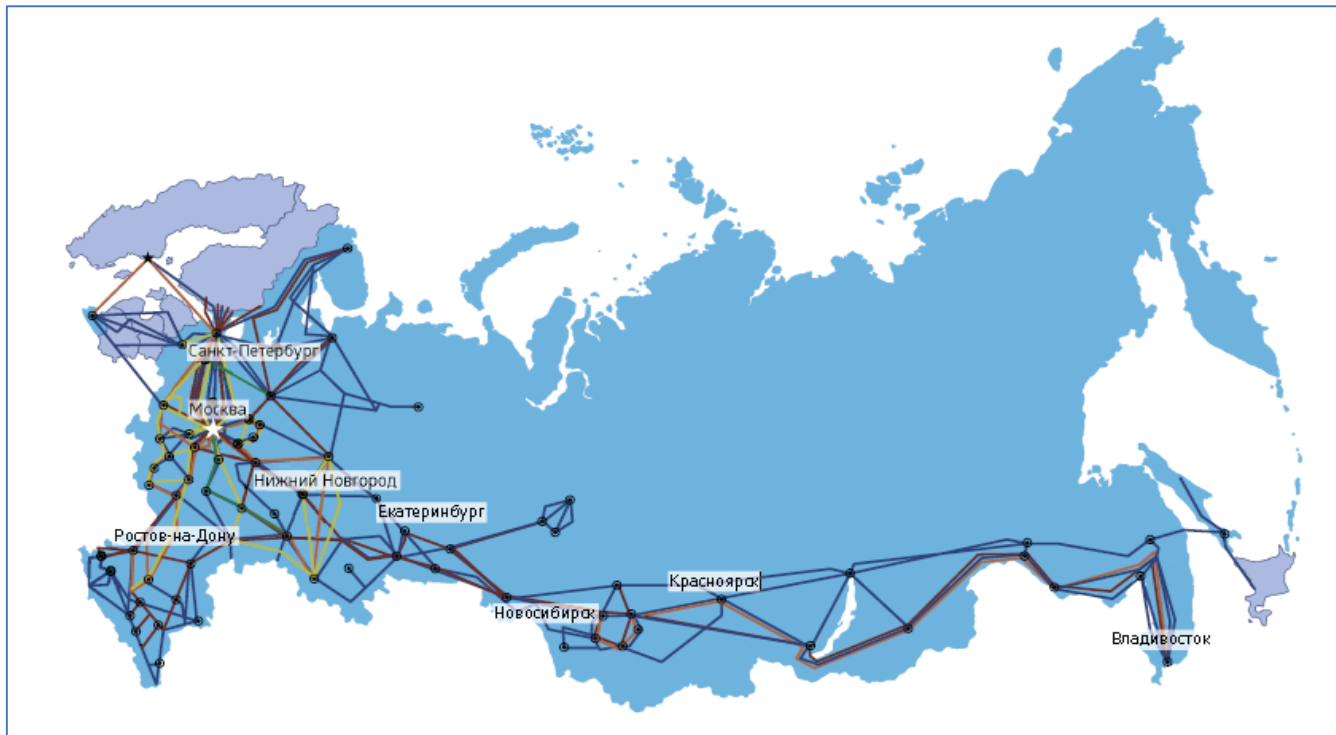 Санкт-Петербург
Москва
Нижний Новгород
Екатеринбург
Ростов-на-Дону
Красноярск
Новосибирск
Владивосток